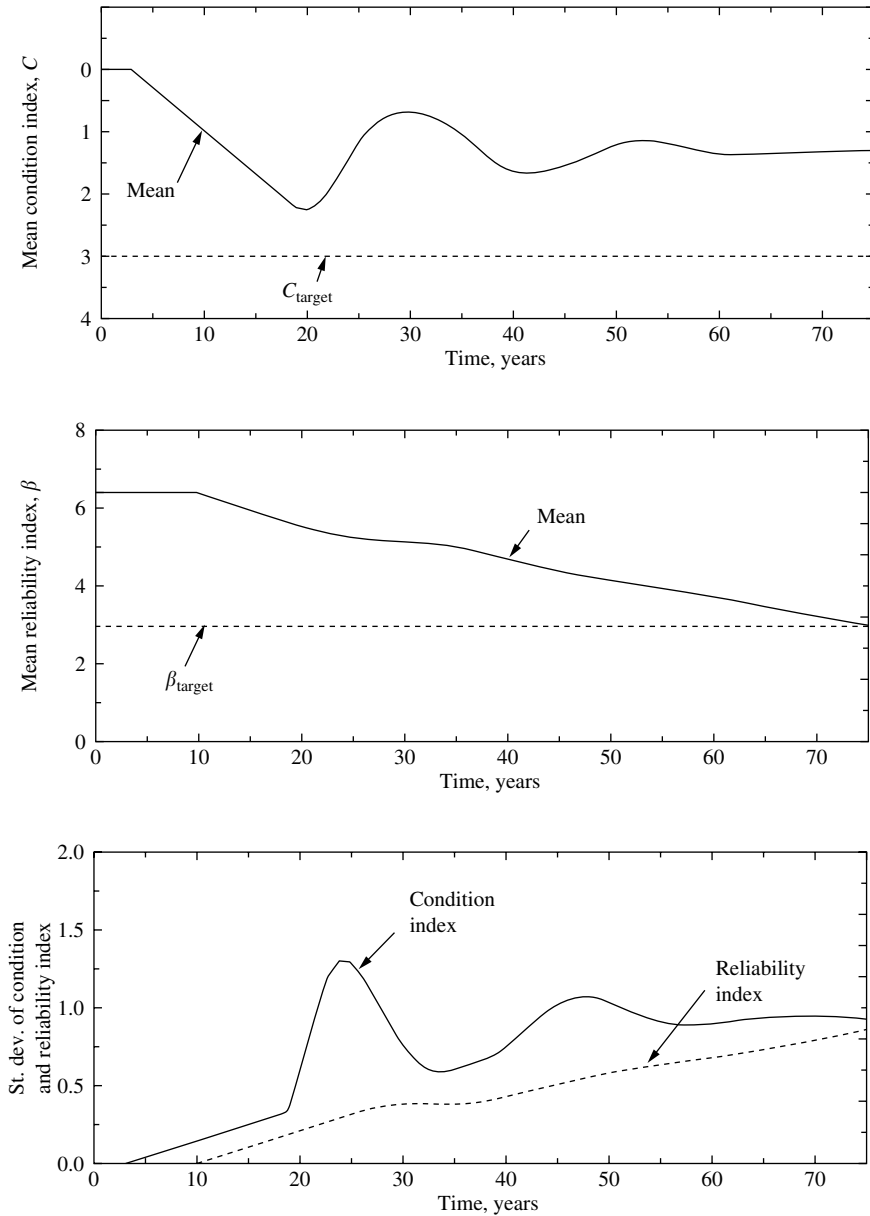 Mean condition index, C
0
1
2
3
4
Mean
C_target
0 10 20 30 40 50 60 70
Time, years
Mean reliability index, β
8
6
4
2
0
Mean
β_target
0 10 20 30 40 50 60 70
Time, years
St. dev. of condition
and reliability index
2.0
1.5
1.0
0.5
0.0
Condition
index
Reliability
index
0 10 20 30 40 50 60 70
Time, years